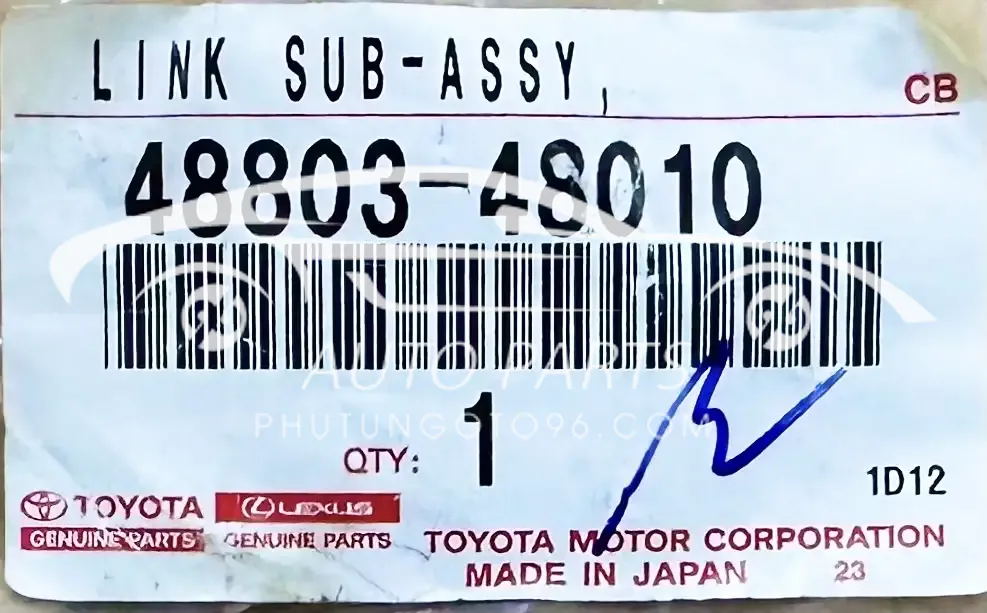 LINK SUB-ASSY,
CB
48803-48010
AUTO PARTS
PHUTUNGOTO96.COM
QTY: 1
1D12
TOYOTA LEXUS
GENUINE PARTS GENUINE PARTS
TOYOTA MOTOR CORPORATION
MADE IN JAPAN 23